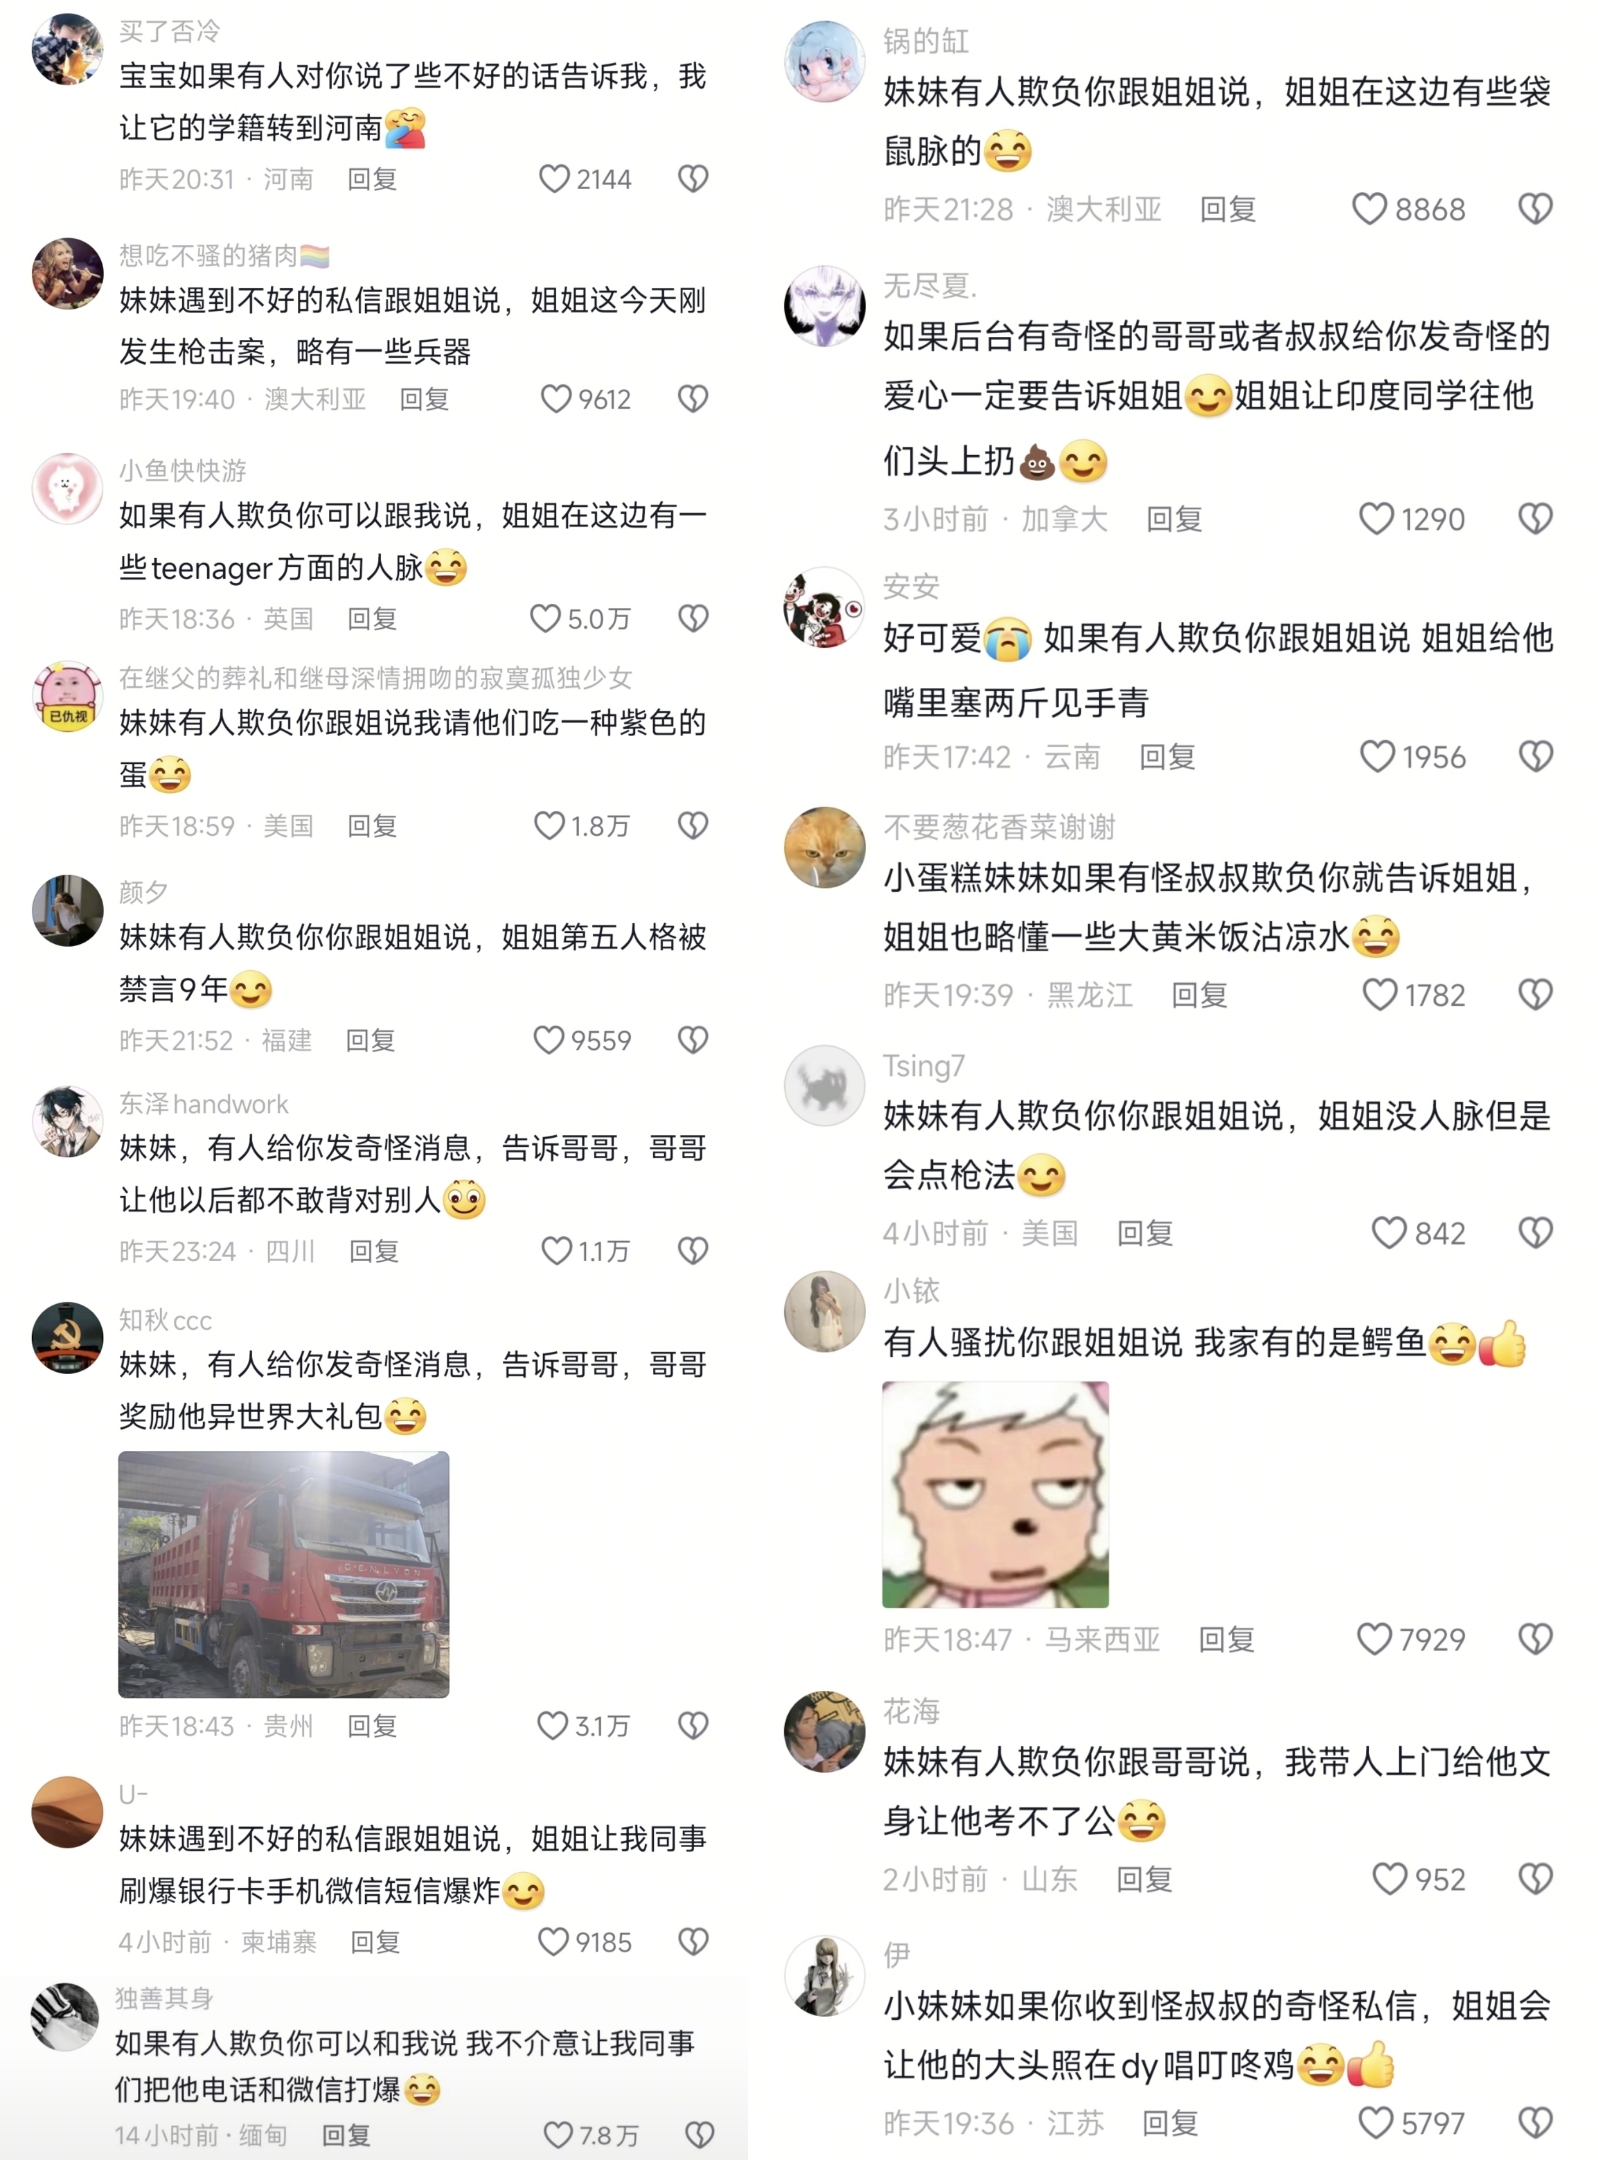 买了否冷
宝宝如果有人对你说了些不好的话告诉我，我
让它的学籍转到河南🤗
昨天20:31 · 河南 回复 2144
想吃不骚的猪肉🏳️‍🌈
妹妹遇到不好的私信跟姐姐说，姐姐这今天刚
发生枪击案，略有一些兵器
昨天19:40 · 澳大利亚 回复 9612
小鱼快快游
如果有人欺负你可以跟我说，姐姐在这边有一
些teenager方面的人脉😄
昨天18:36 · 英国 回复 5.0万
在继父的葬礼和继母深情拥吻的寂寞孤独少女
已仇视
妹妹有人欺负你跟姐说我请他们吃一种紫色的
蛋😄
昨天18:59 · 美国 回复 1.8万
颜夕
妹妹有人欺负你你跟姐姐说，姐姐第五人格被
禁言9年😊
昨天21:52 · 福建 回复 9559
东泽handwork
妹妹，有人给你发奇怪消息，告诉哥哥，哥哥
让他以后都不敢背对别人
昨天23:24 · 四川 回复 1.1万
知秋ccc
妹妹，有人给你发奇怪消息，告诉哥哥，哥哥
奖励他异世界大礼包😄
GENLYON
昨天18:43 · 贵州 回复 3.1万
U-
妹妹遇到不好的私信跟姐姐说，姐姐让我同事
刷爆银行卡手机微信短信爆炸😊
4小时前 · 柬埔寨 回复 9185
独善其身
如果有人欺负你可以和我说 我不介意让我同事
们把他电话和微信打爆😄
14小时前 · 缅甸 回复 7.8万
锅的缸
妹妹有人欺负你跟姐姐说，姐姐在这边有些袋
鼠脉的😄
昨天21:28 · 澳大利亚 回复 8868
无尽夏.
如果后台有奇怪的哥哥或者叔叔给你发奇怪的
爱心一定要告诉姐姐😊姐姐让印度同学往他
们头上扔💩😊
3小时前 · 加拿大 回复 1290
安安
好可爱😭 如果有人欺负你跟姐姐说 姐姐给他
嘴里塞两斤见手青
昨天17:42 · 云南 回复 1956
不要葱花香菜谢谢
小蛋糕妹妹如果有怪叔叔欺负你就告诉姐姐，
姐姐也略懂一些大黄米饭沾凉水😄
昨天19:39 · 黑龙江 回复 1782
Tsing7
妹妹有人欺负你你跟姐姐说，姐姐没人脉但是
会点枪法😊
4小时前 · 美国 回复 842
小铱
有人骚扰你跟姐姐说 我家有的是鳄鱼😄👍
昨天18:47 · 马来西亚 回复 7929
花海
妹妹有人欺负你跟哥哥说，我带人上门给他文
身让他考不了公😄
2小时前 · 山东 回复 952
伊
小妹妹如果你收到怪叔叔的奇怪私信，姐姐会
让他的大头照在dy唱叮咚鸡😄👍
昨天19:36 · 江苏 回复 5797